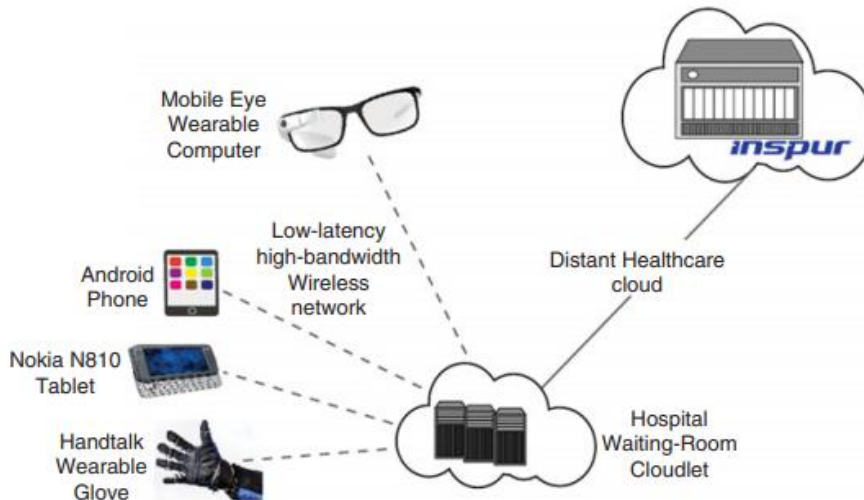 Mobile Eye
Wearable
Computer
inspur
Low-latency
high-bandwidth
Wireless
network
Distant Healthcare
cloud
Android
Phone
Nokia N810
Tablet
Handtalk
Wearable
Glove
Hospital
Waiting-Room
Cloudlet